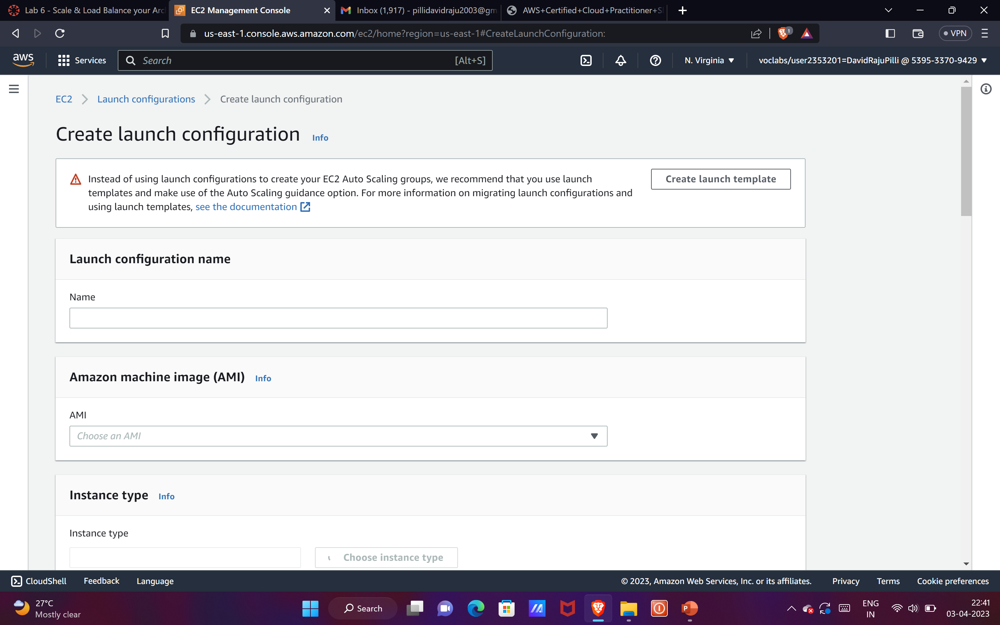 Lab 6 - Scale & Load Balance your Arc
EC2 Management Console
Inbox (1,917) - pillidavidraju2003@gm
AWS+Certified+Cloud+Practitioner+S
us-east-1.console.aws.amazon.com/ec2/home?region=us-east-1#CreateLaunchConfiguration:
1
VPN
aws
Services
Search
[Alt+S]
N. Virginia
voclabs/user2353201=DavidRajuPilli @ 5395-3370-9429
EC2
Launch configurations
Create launch configuration
Create launch configuration
Info
Instead of using launch configurations to create your EC2 Auto Scaling groups, we recommend that you use launch
templates and make use of the Auto Scaling guidance option. For more information on migrating launch configurations and
using launch templates, see the documentation
Create launch template
Launch configuration name
Name
Amazon machine image (AMI)
Info
AMI
Choose an AMI
Instance type
Info
Instance type
Choose instance type
CloudShell
Feedback
Language
© 2023, Amazon Web Services, Inc. or its affiliates.
Privacy
Terms
Cookie preferences
27°C
Mostly clear
Search
P
ENG
IN
22:41
03-04-2023